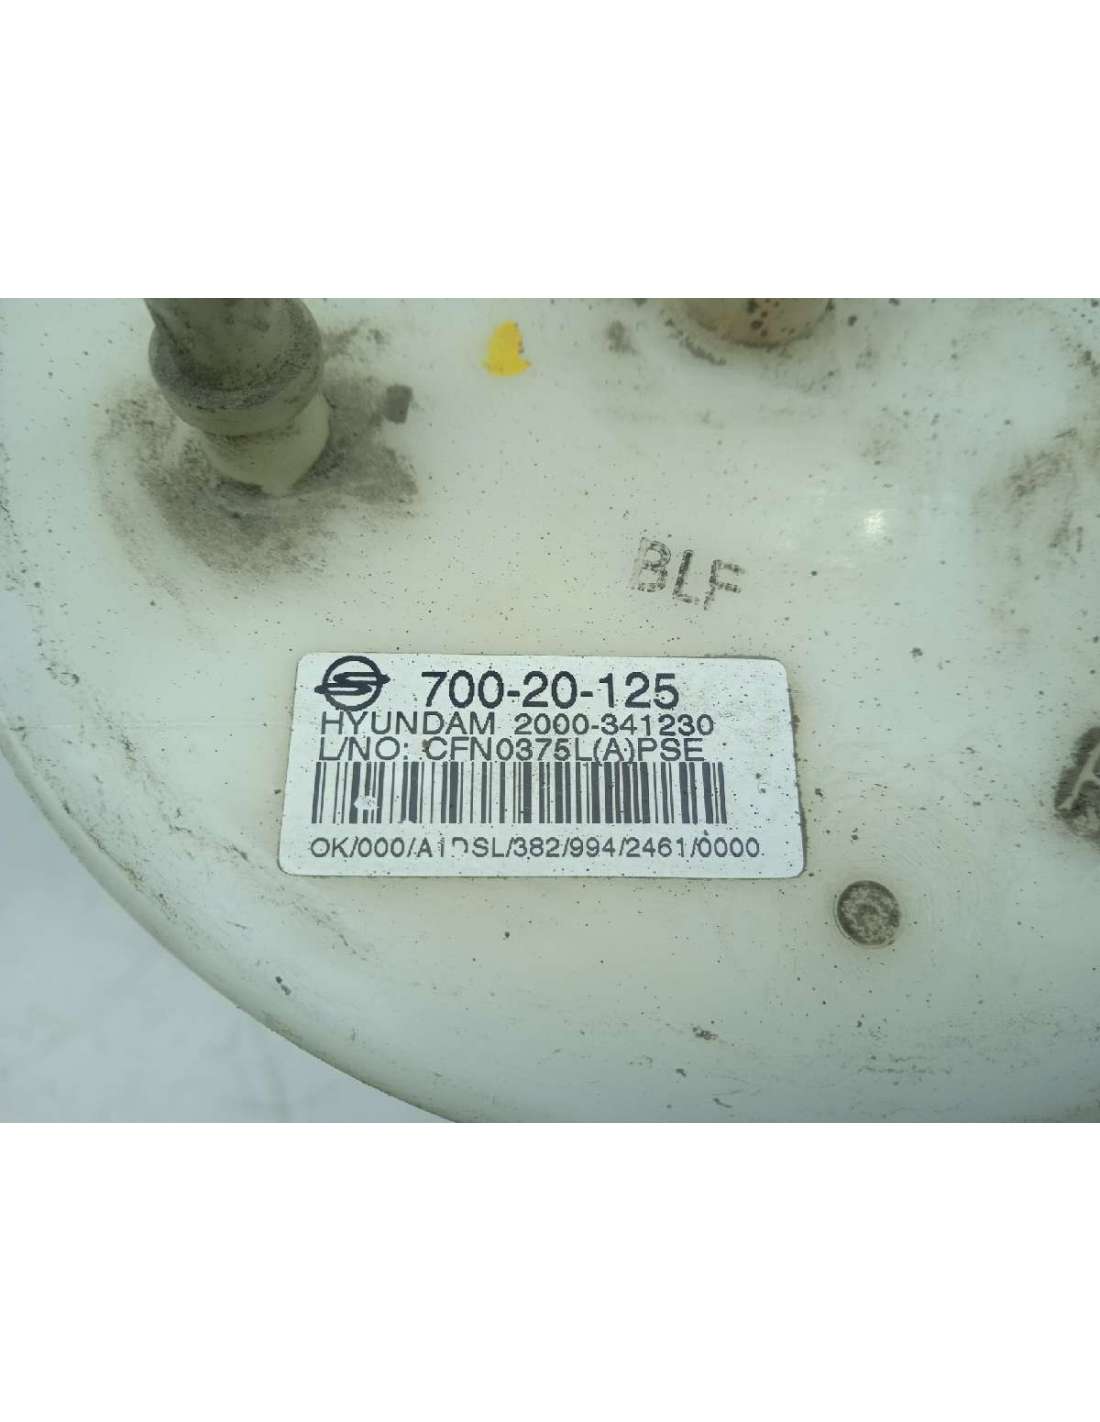 BLF
700-20-125
HYUNDAM 2000-341230
L/NO: CFN0375L(A)PSE
OK/000/A1DSL/382/994/2461/0000